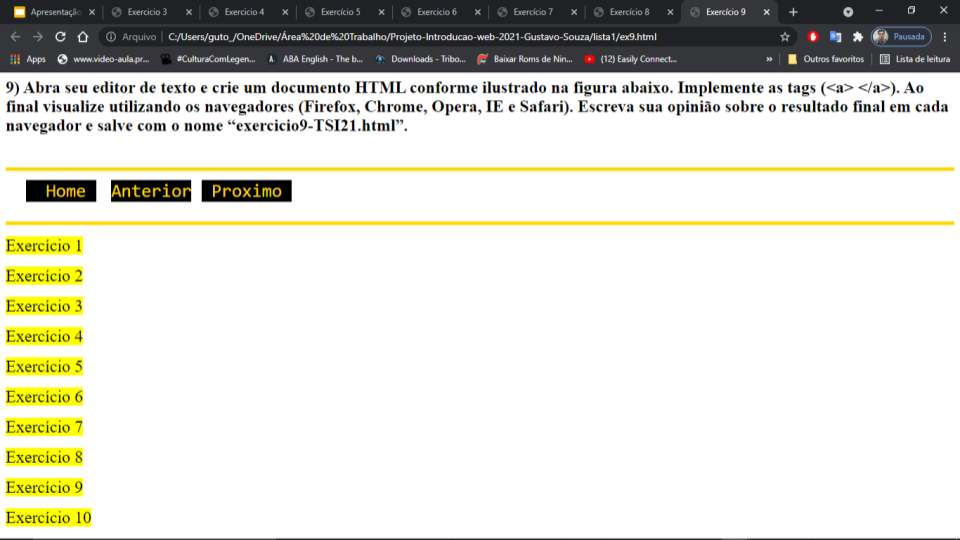 Apresentação Exercicio 3 Exercicio 4 Exercicio 5 Exercicio 6 Exercício 7 Exercício 8 Exercício 9
Arquivo | C:/Users/guto_/OneDrive/Área%20de%20Trabalho/Projeto-Introducao-web-2021-Gustavo-Souza/lista1/ex9.html Pausada
Apps www.video-aula.pr... #CulturaComLegen... ABA English - The b... Downloads - Tribo... Baixar Roms de Nin... (12) Easily Connect... » Outros favoritos Lista de leitura
9) Abra seu editor de texto e crie um documento HTML conforme ilustrado na figura abaixo. Implemente as tags (<a> </a>). Ao
final visualize utilizando os navegadores (Firefox, Chrome, Opera, IE e Safari). Escreva sua opinião sobre o resultado final em cada
navegador e salve com o nome “exercicio9-TSI21.html”.
Home Anterior Proximo
Exercício 1
Exercício 2
Exercício 3
Exercício 4
Exercício 5
Exercício 6
Exercício 7
Exercício 8
Exercício 9
Exercício 10